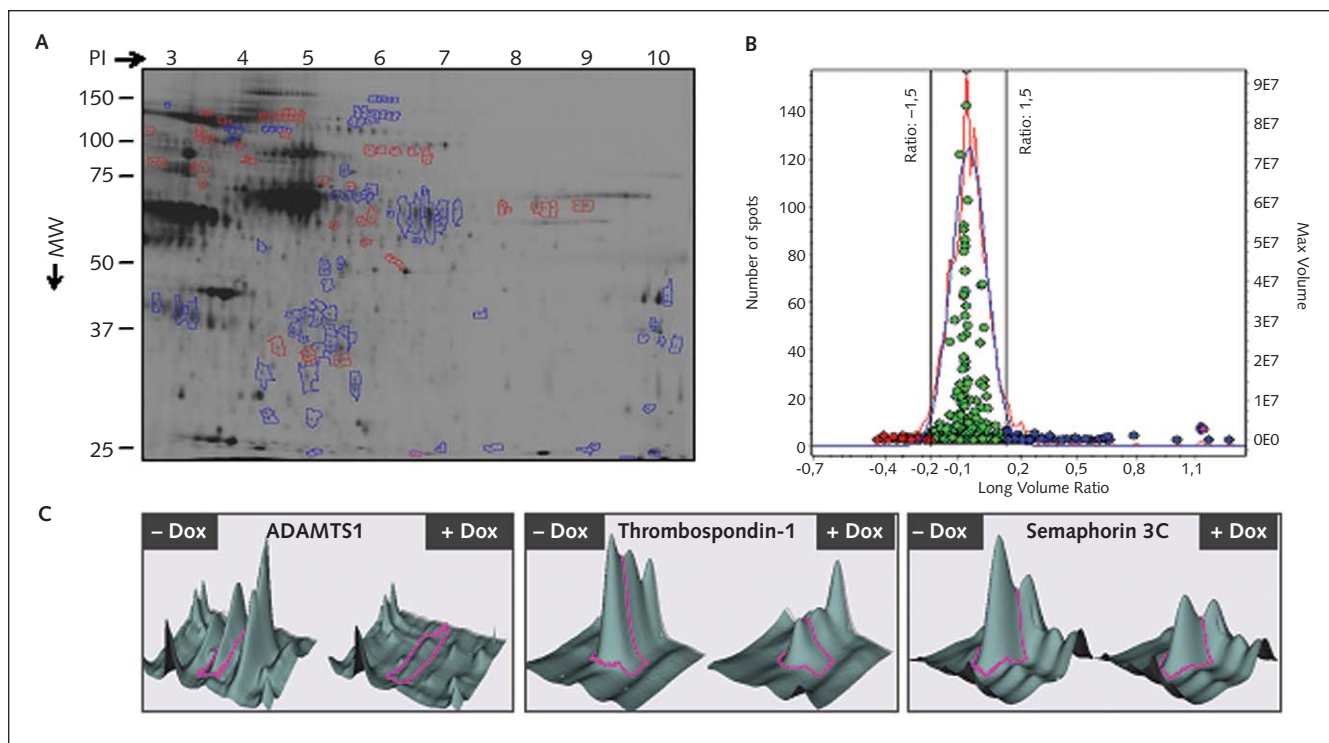 A
PI 3 4 5 6 7 8 9 10
150
100
75
MW
50
37
25
B
Ratio: –1,5
Ratio: 1,5
Number of spots
140
120
100
80
60
40
20
0
Max Volume
9E7
8E7
7E7
6E7
5E7
4E7
3E7
2E7
1E7
0E0
-0,7 -0,4 -0,2 -0,1 0,2 0,5 0,8 1,1
Long Volume Ratio
C
– Dox ADAMTS1 + Dox
– Dox Thrombospondin-1 + Dox
– Dox Semaphorin 3C + Dox